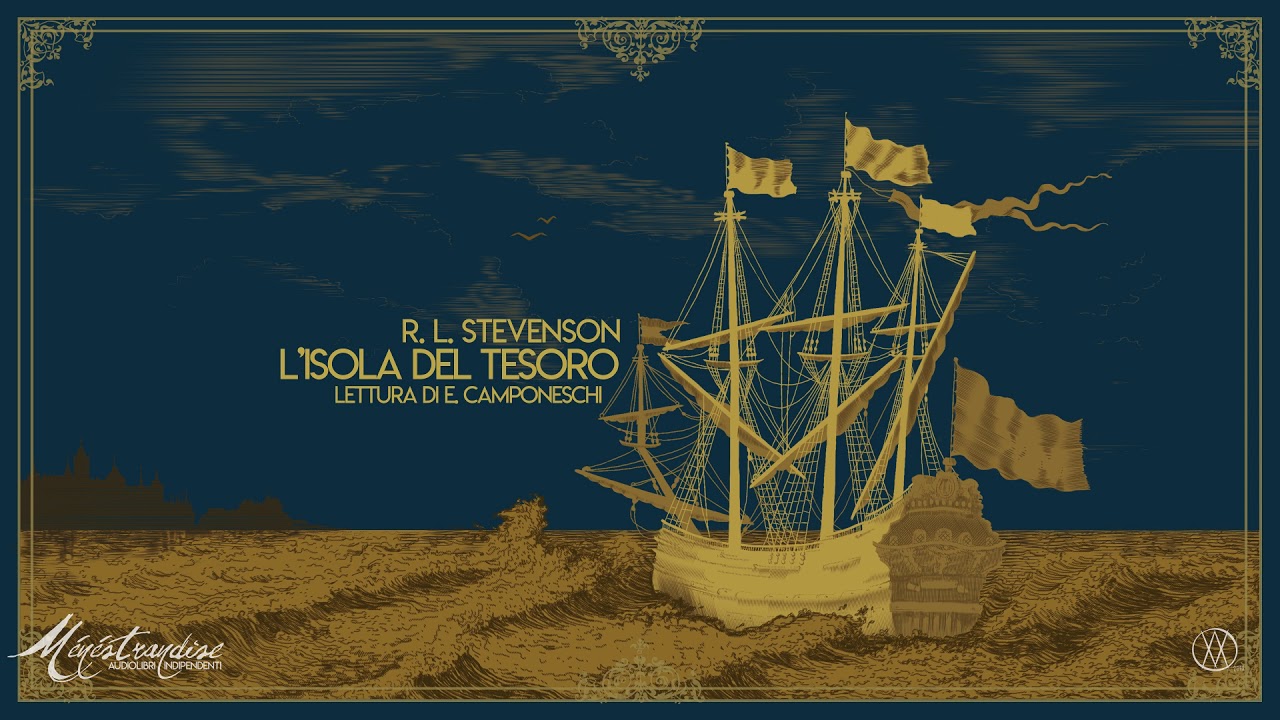 R. L. STEVENSON
L'ISOLA DEL TESORO
LETTURA DI E. CAMPONESCHI
Ménéstrandise
AUDIOLIBRI INDIPENDENTI